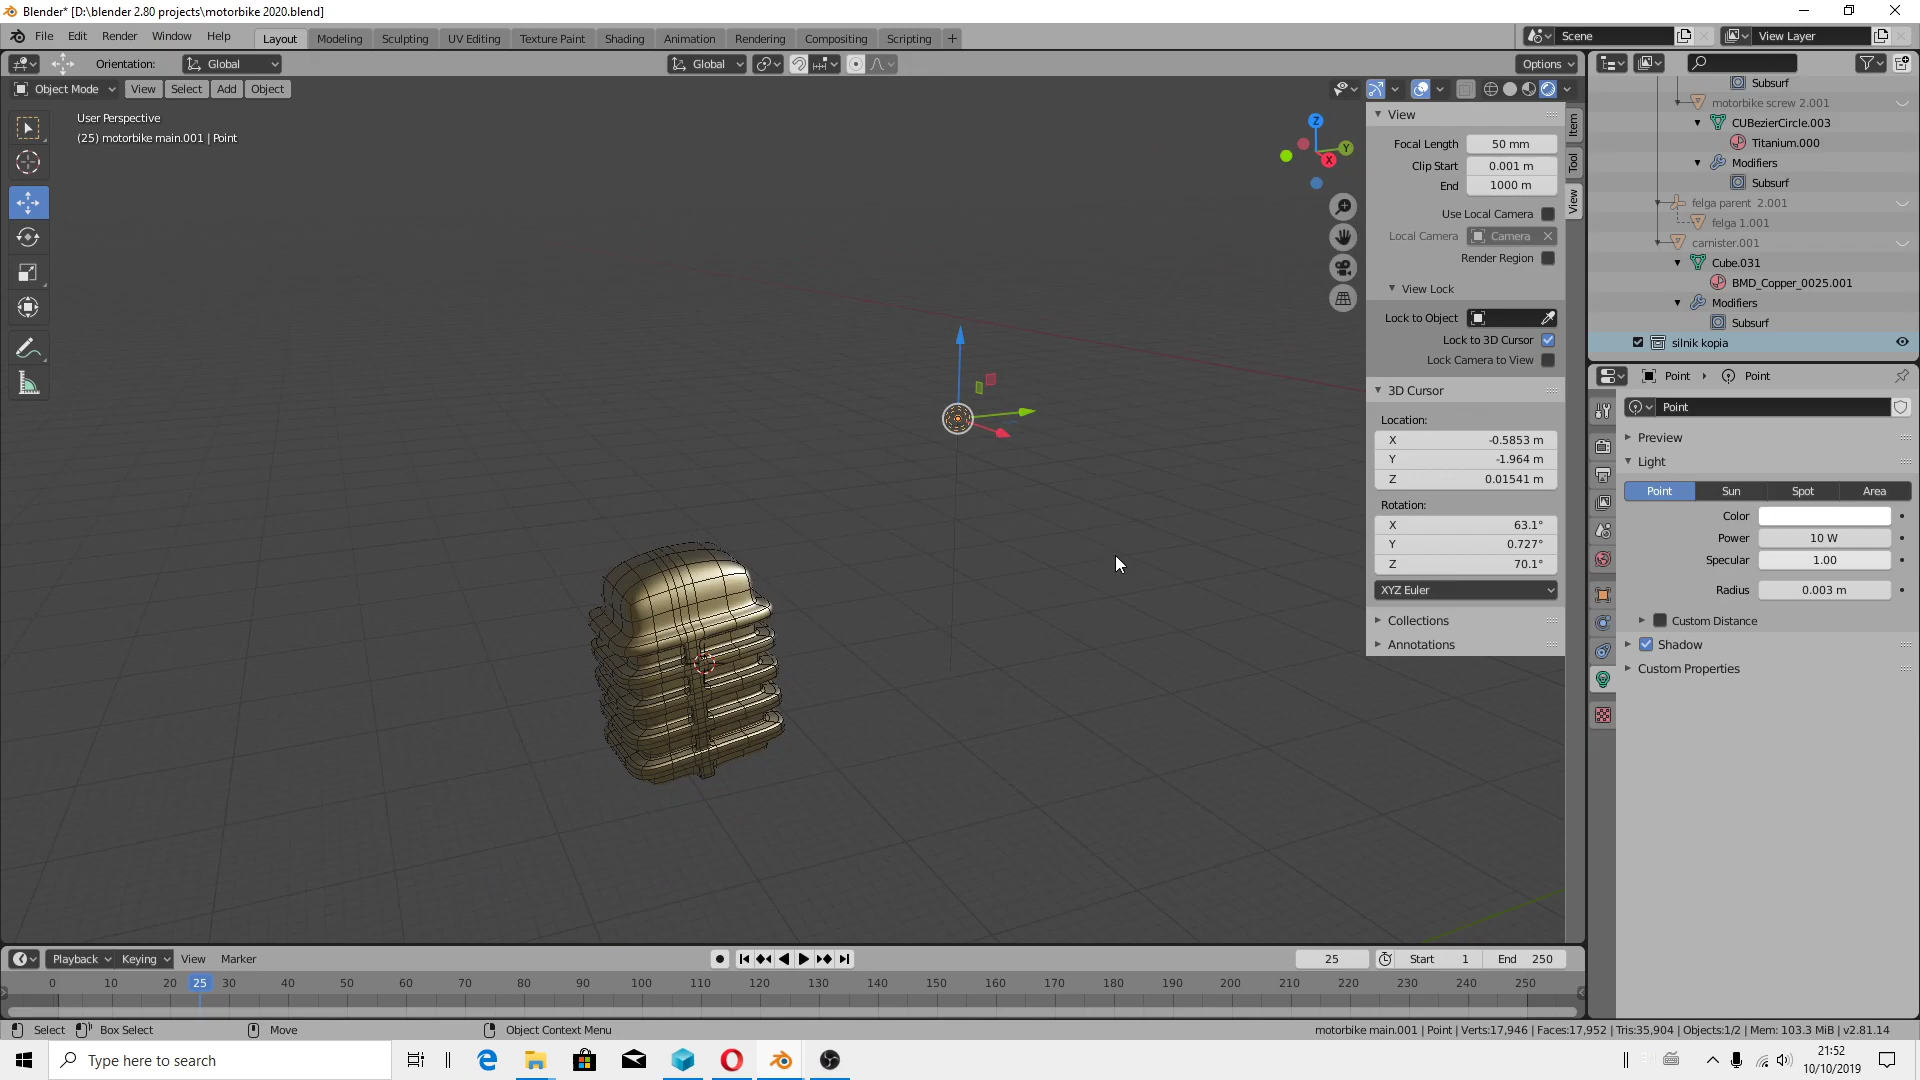 Blender* [D:\blender 2.80 projects\motorbike 2020.blend]
File Edit Render Window Help Layout Modeling Sculpting UV Editing Texture Paint Shading Animation Rendering Compositing Scripting + Scene View Layer
Orientation: Global Global Options
Object Mode View Select Add Object
User Perspective
(25) motorbike main.001 | Point
Z
Y
X
View
Focal Length 50 mm
Clip Start 0.001 m
End 1000 m
Use Local Camera
Local Camera Camera
Render Region
View Lock
Lock to Object
Lock to 3D Cursor
Lock Camera to View
3D Cursor
Location:
X -0.5853 m
Y -1.964 m
Z 0.01541 m
Rotation:
X 63.1°
Y 0.727°
Z 70.1°
XYZ Euler
Collections
Annotations
Item
Tool
View
Subsurf
motorbike screw 2.001
CUBezierCircle.003
Titanium.000
Modifiers
Subsurf
felga parent 2.001
felga 1.001
carnister.001
Cube.031
BMD_Copper_0025.001
Modifiers
Subsurf
silnik kopia
Point Point
Point
Preview
Light
Point Sun Spot Area
Color
Power 10 W
Specular 1.00
Radius 0.003 m
Custom Distance
Shadow
Custom Properties
Playback Keying View Marker 25 Start 1 End 250
0 10 20 25 30 40 50 60 70 80 90 100 110 120 130 140 150 160 170 180 190 200 210 220 230 240 250
Select Box Select Move Object Context Menu motorbike main.001 | Point | Verts:17,946 | Faces:17,952 | Tris:35,904 | Objects:1/2 | Mem: 103.3 MiB | v2.81.14
Type here to search
21:52
10/10/2019